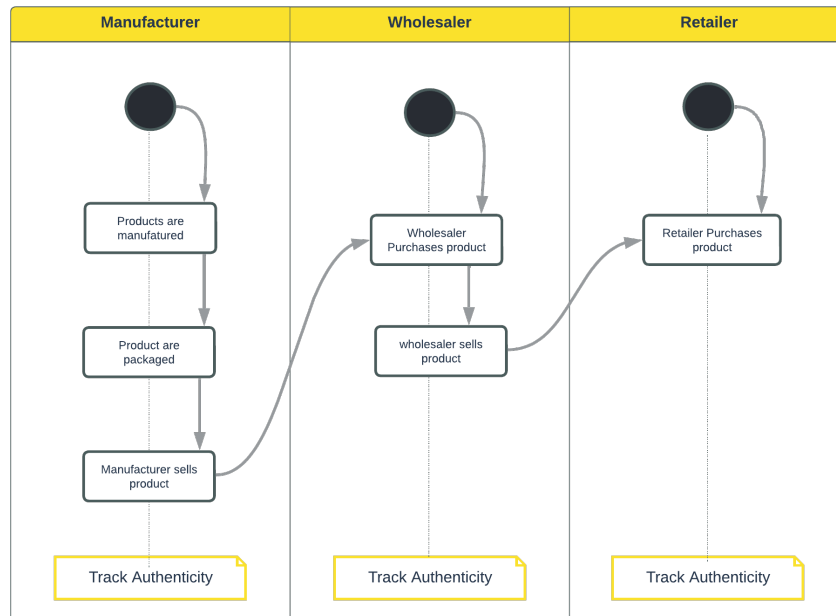 Manufacturer
Wholesaler
Retailer
Products are
manufatured
Product are
packaged
Manufacturer sells
product
Track Authenticity
Wholesaler
Purchases product
wholesaler sells
product
Track Authenticity
Retailer Purchases
product
Track Authenticity